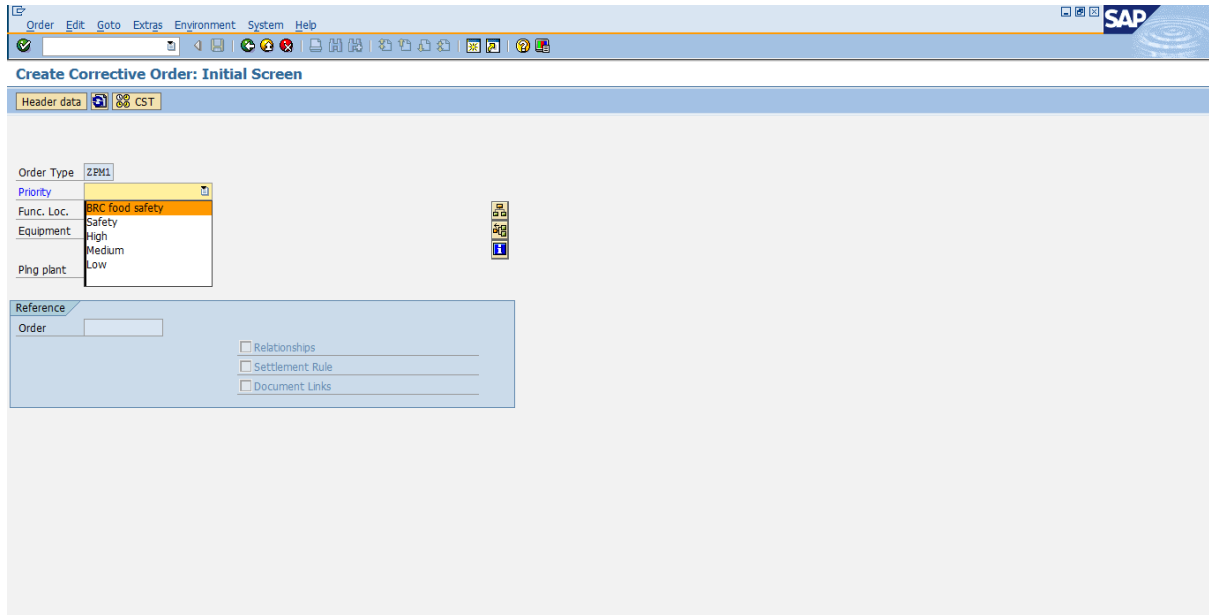 Order Edit Goto Extras Environment System Help
SAP
Create Corrective Order: Initial Screen
Header data CST
Order Type ZPM1
Priority
Func. Loc. BRC food safety
Safety
Equipment High
Medium
Plng plant Low
Reference
Order
Relationships
Settlement Rule
Document Links